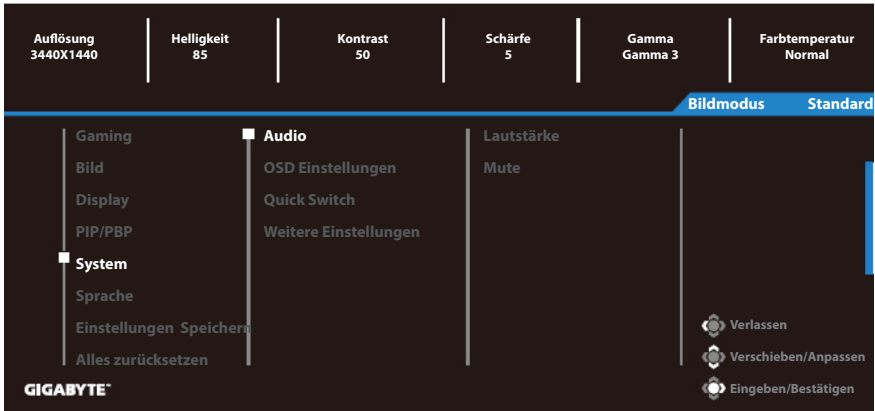 Auflösung
3440X1440
Helligkeit
85
Kontrast
50
Schärfe
5
Gamma
Gamma 3
Farbtemperatur
Normal
Bildmodus Standard
Gaming
Bild
Display
PIP/PBP
System
Sprache
Einstellungen Speichern
Alles zurücksetzen
Audio
OSD Einstellungen
Quick Switch
Weitere Einstellungen
Lautstärke
Mute
Verlassen
Verschieben/Anpassen
Eingeben/Bestätigen
GIGABYTE™